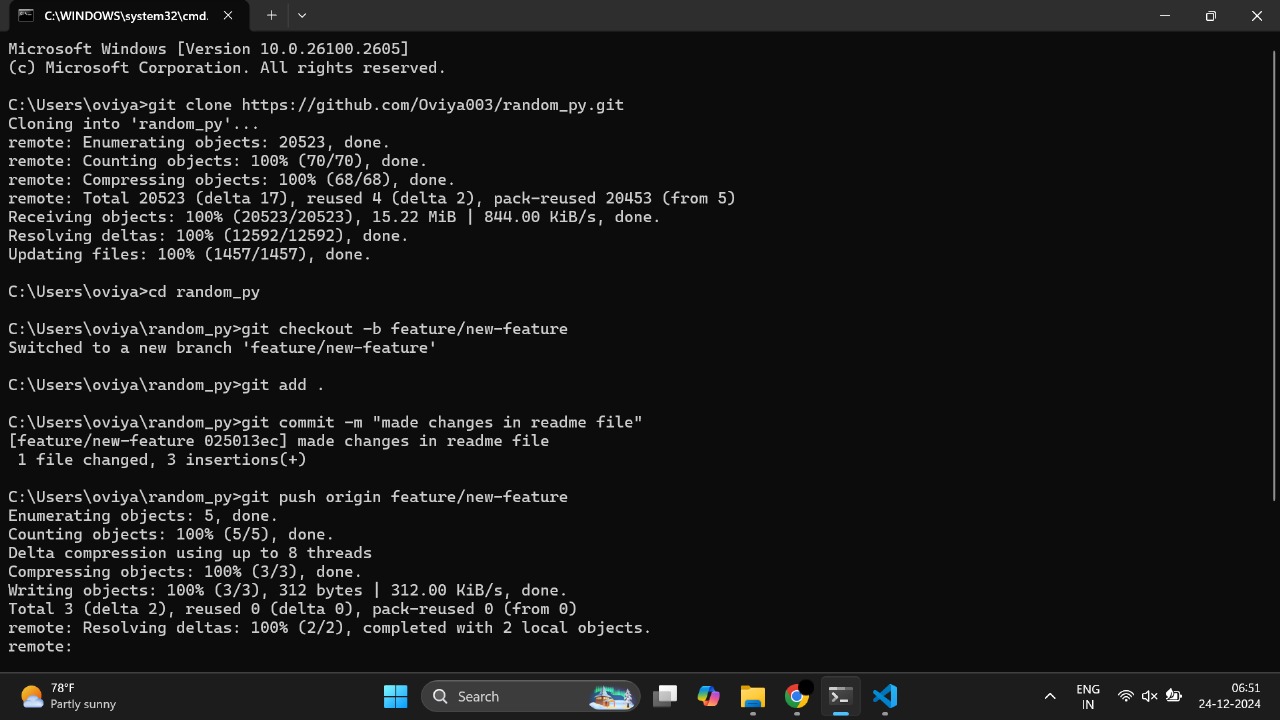 C:\WINDOWS\system32\cmd.
Microsoft Windows [Version 10.0.26100.2605]
(c) Microsoft Corporation. All rights reserved.
C:\Users\oviya>git clone https://github.com/Oviya003/random_py.git
Cloning into 'random_py'...
remote: Enumerating objects: 20523, done.
remote: Counting objects: 100% (70/70), done.
remote: Compressing objects: 100% (68/68), done.
remote: Total 20523 (delta 17), reused 4 (delta 2), pack-reused 20453 (from 5)
Receiving objects: 100% (20523/20523), 15.22 MiB | 844.00 KiB/s, done.
Resolving deltas: 100% (12592/12592), done.
Updating files: 100% (1457/1457), done.
C:\Users\oviya>cd random_py
C:\Users\oviya\random_py>git checkout -b feature/new-feature
Switched to a new branch 'feature/new-feature'
C:\Users\oviya\random_py>git add .
C:\Users\oviya\random_py>git commit -m "made changes in readme file"
[feature/new-feature 025013ec] made changes in readme file
1 file changed, 3 insertions(+)
C:\Users\oviya\random_py>git push origin feature/new-feature
Enumerating objects: 5, done.
Counting objects: 100% (5/5), done.
Delta compression using up to 8 threads
Compressing objects: 100% (3/3), done.
Writing objects: 100% (3/3), 312 bytes | 312.00 KiB/s, done.
Total 3 (delta 2), reused 0 (delta 0), pack-reused 0 (from 0)
remote: Resolving deltas: 100% (2/2), completed with 2 local objects.
remote:
78°F
Partly sunny
Search
ENG
IN
06:51
24-12-2024